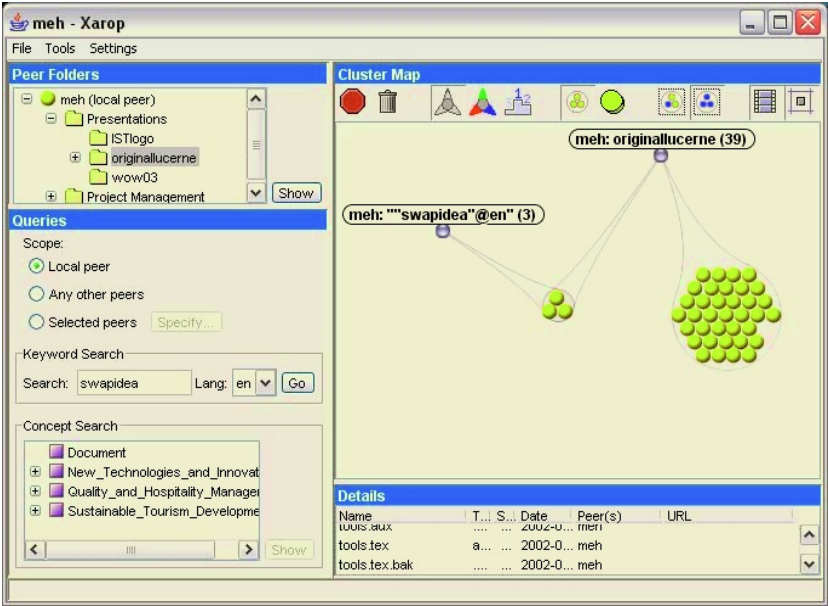 meh - Xarop
File Tools Settings
Peer Folders
meh (local peer)
Presentations
ISTlogo
originallucerne
wow03
Project Management
Show
Queries
Scope:
Local peer
Any other peers
Selected peers Specify...
Keyword Search
Search: swapidea Lang: en Go
Concept Search
Document
New_Technologies_and_Innovat
Quality_and_Hospitality_Manager
Sustainable_Tourism_Developme
Show
Cluster Map
12
meh: originallucerne (39)
meh: ""swapidea"@en" (3)
Details
Name T... S... Date Peer(s) URL
tools.aux .... ... 2002-0... meh
tools.tex a... ... 2002-0... meh
tools.tex.bak .... ... 2002-0... meh